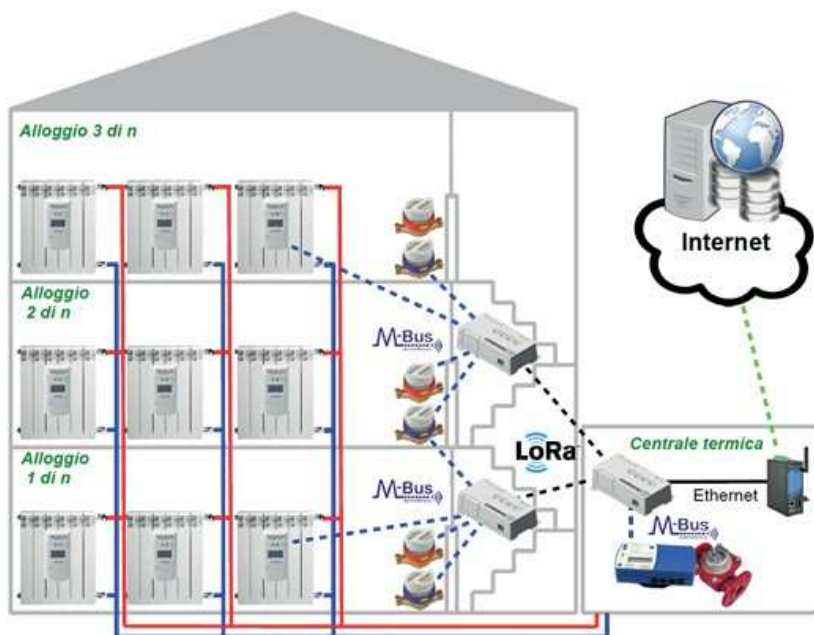 Alloggio 3 di n
Internet
Alloggio
2 di n
M-Bus
LoRa
Alloggio
1 di n
M-Bus
Centrale termica
Ethernet
M-Bus